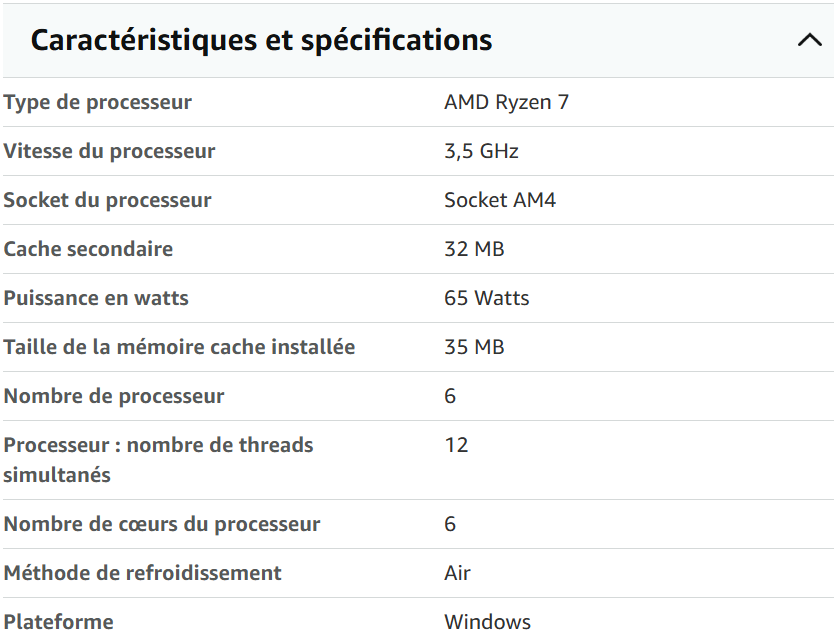 Caractéristiques et spécifications
Type de processeur AMD Ryzen 7
Vitesse du processeur 3,5 GHz
Socket du processeur Socket AM4
Cache secondaire 32 MB
Puissance en watts 65 Watts
Taille de la mémoire cache installée 35 MB
Nombre de processeur 6
Processeur : nombre de threads 12
simultanés
Nombre de cœurs du processeur 6
Méthode de refroidissement Air
Plateforme Windows